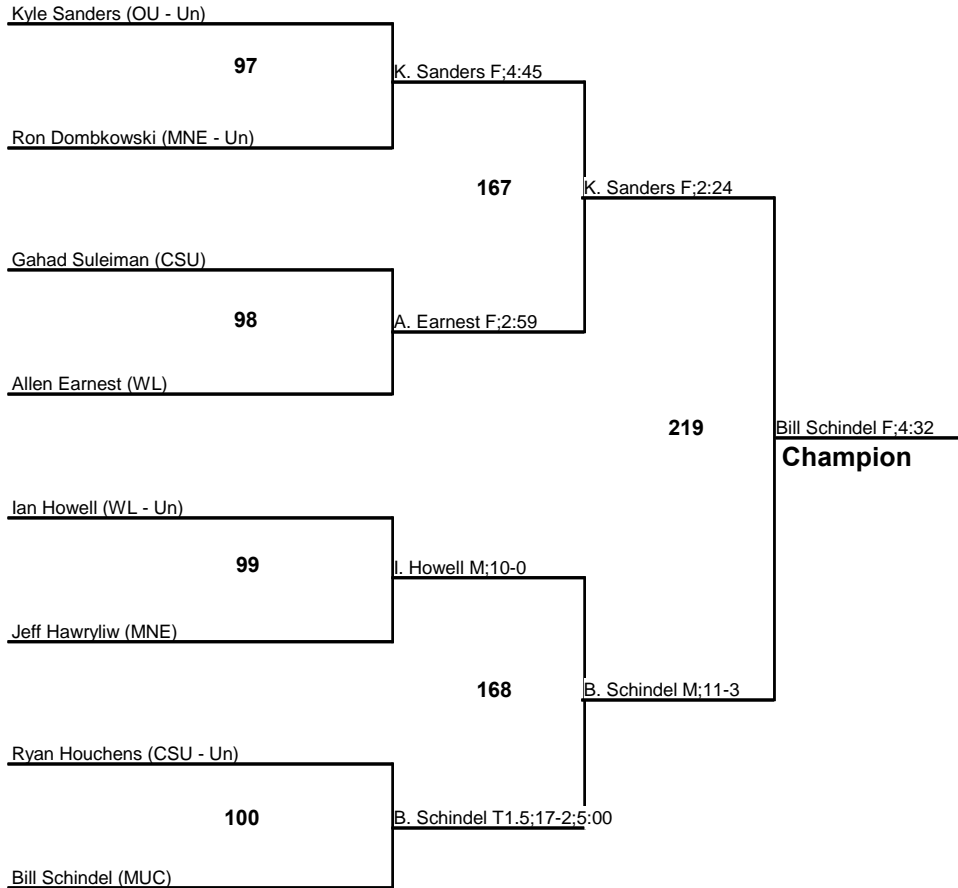 Kyle Sanders (OU - Un)
97
K. Sanders F;4:45
Ron Dombkowski (MNE - Un)
167
K. Sanders F;2:24
Gahad Suleiman (CSU)
98
A. Earnest F;2:59
Allen Earnest (WL)
219
Bill Schindel F;4:32
Champion
Ian Howell (WL - Un)
99
I. Howell M;10-0
Jeff Hawryliw (MNE)
168
B. Schindel M;11-3
Ryan Houchens (CSU - Un)
100
B. Schindel T1.5;17-2;5:00
Bill Schindel (MUC)